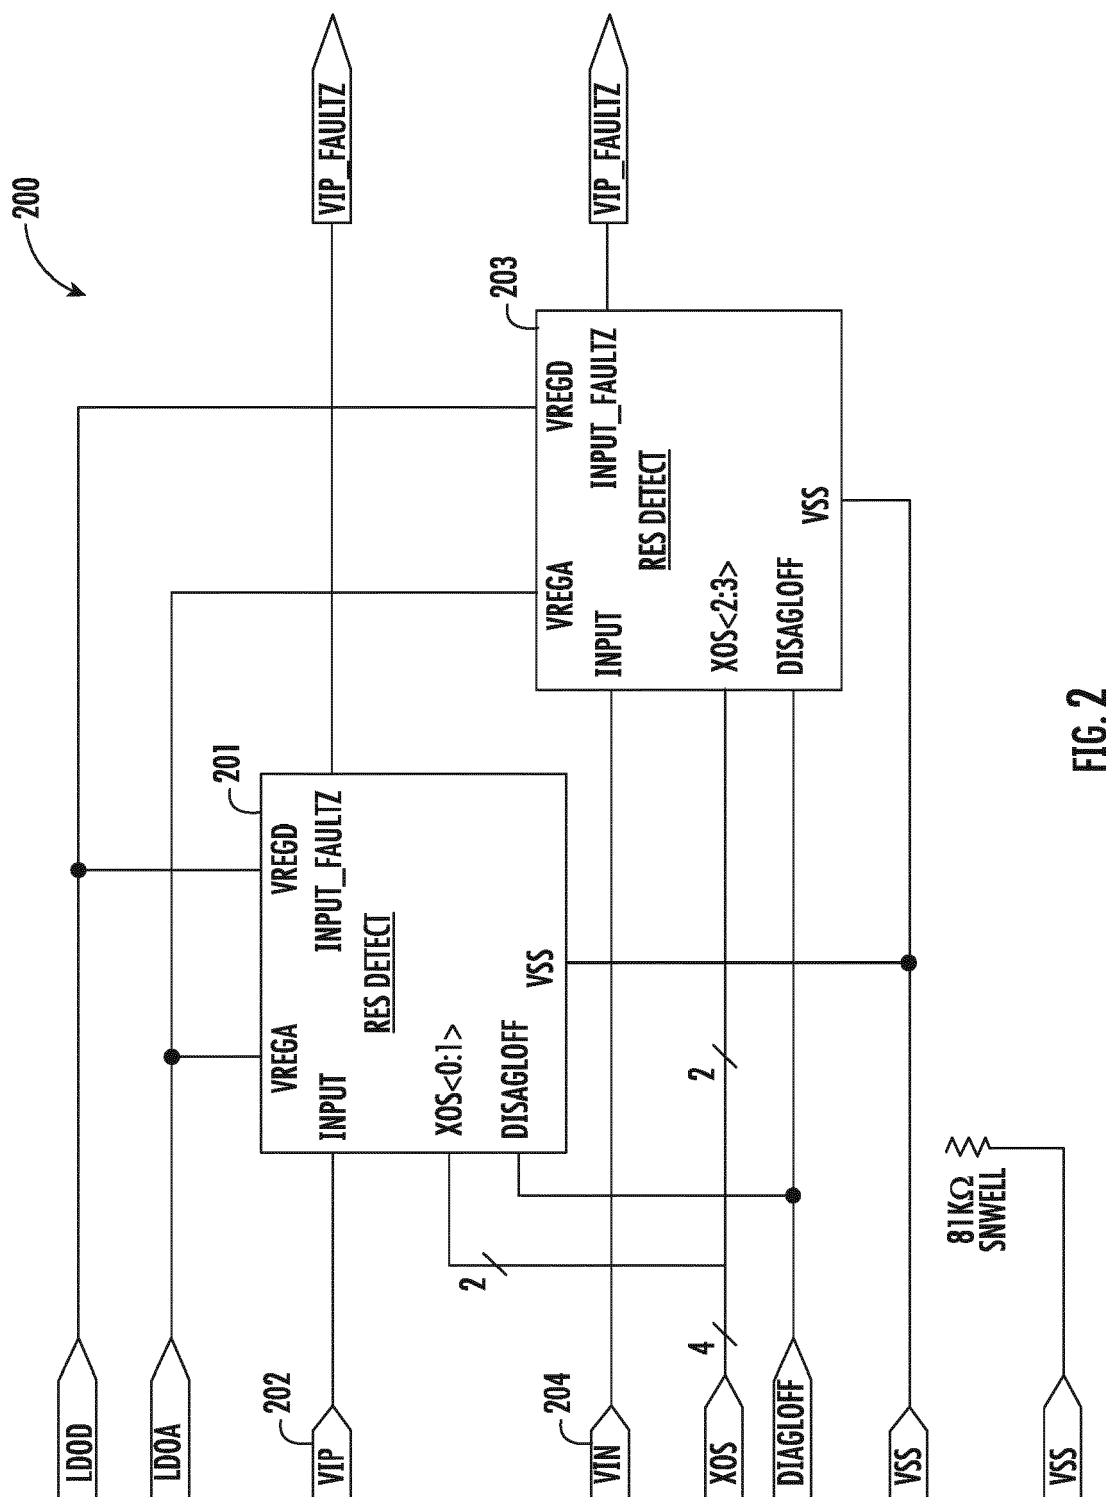 200
LDOD
LDOA
202
VIP
204
VIN
XOS
DIAGLOFF
VSS
VSS
201
VREGA
VREGD
INPUT
INPUT_FAULTZ
RES DETECT
XOS<0:1>
DISAGLOFF
VSS
203
VREGA
VREGD
INPUT
INPUT_FAULTZ
RES DETECT
XOS<2:3>
DISAGLOFF
VSS
VIP_FAULTZ
VIP_FAULTZ
2
4
2
81KΩ
SNWELL
FIG. 2